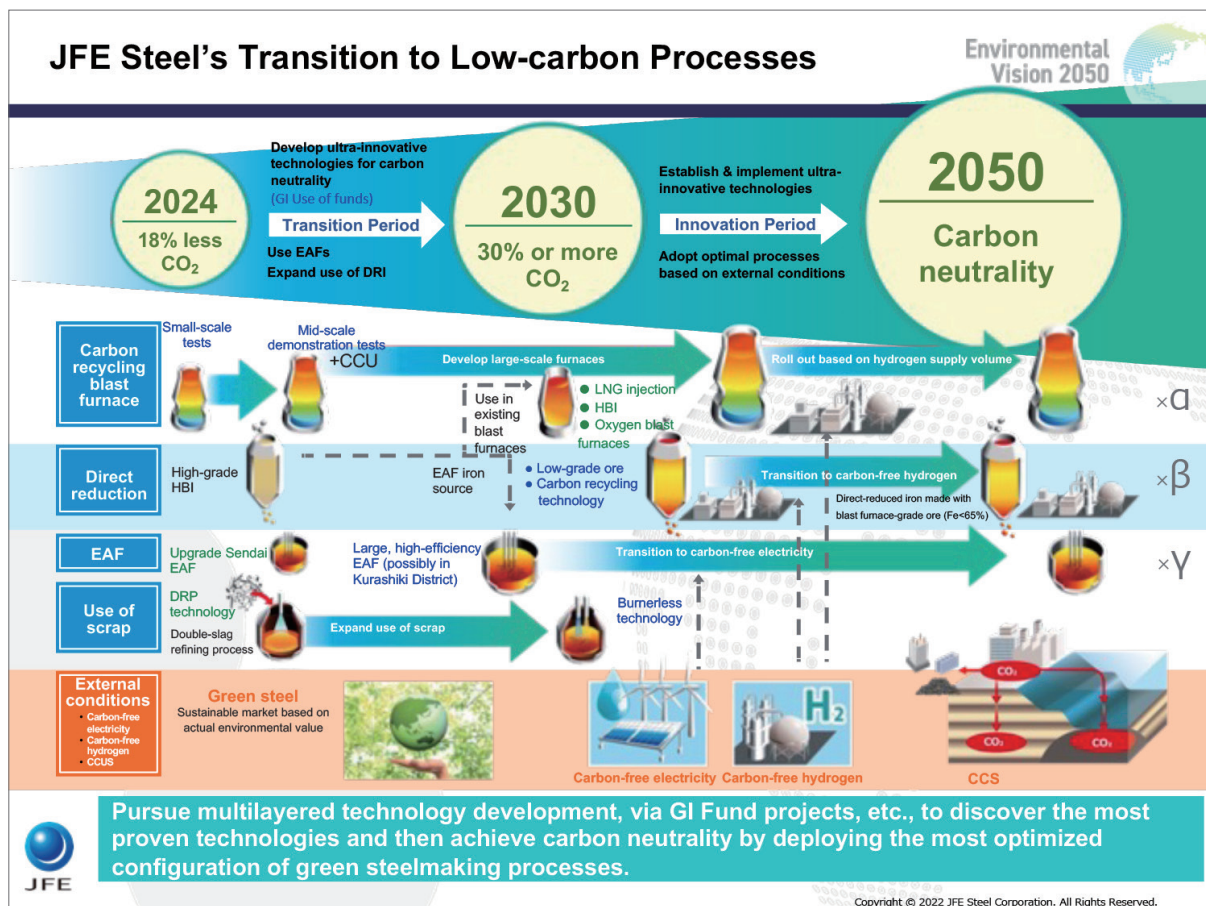 JFE Steel's Transition to Low-carbon Processes
Environmental
Vision 2050
2024
18% less
CO₂
Develop ultra-innovative
technologies for carbon
neutrality
(GI Use of funds)
Transition Period
Use EAFs
Expand use of DRI
2030
30% or more
CO₂
Establish & implement ultra-
innovative technologies
Innovation Period
Adopt optimal processes
based on external conditions
2050
Carbon
neutrality
Carbon
recycling
blast
furnace
Small-scale
tests
Mid-scale
demonstration tests
+CCU
Develop large-scale furnaces
Use in
existing
blast
furnaces
● LNG injection
● HBI
● Oxygen blast
furnaces
Roll out based on hydrogen supply volume
×α
Direct
reduction
High-grade
HBI
EAF iron
source
● Low-grade ore
● Carbon recycling
technology
Transition to carbon-free hydrogen
Direct-reduced iron made with
blast furnace-grade ore (Fe<65%)
×β
EAF
Upgrade Sendai
EAF
Large, high-efficiency
EAF (possibly in
Kurashiki District)
Transition to carbon-free electricity
×γ
Use of
scrap
DRP
technology
Double-slag
refining process
Expand use of scrap
Burnerless
technology
External
conditions
• Carbon-free
electricity
• Carbon-free
hydrogen
• CCUS
Green steel
Sustainable market based on
actual environmental value
Carbon-free electricity
H₂
Carbon-free hydrogen
CO₂
CO₂
CO₂
CCS
Pursue multilayered technology development, via GI Fund projects, etc., to discover the most
proven technologies and then achieve carbon neutrality by deploying the most optimized
configuration of green steelmaking processes.
JFE
Copyright © 2022 JFE Steel Corporation. All Rights Reserved.